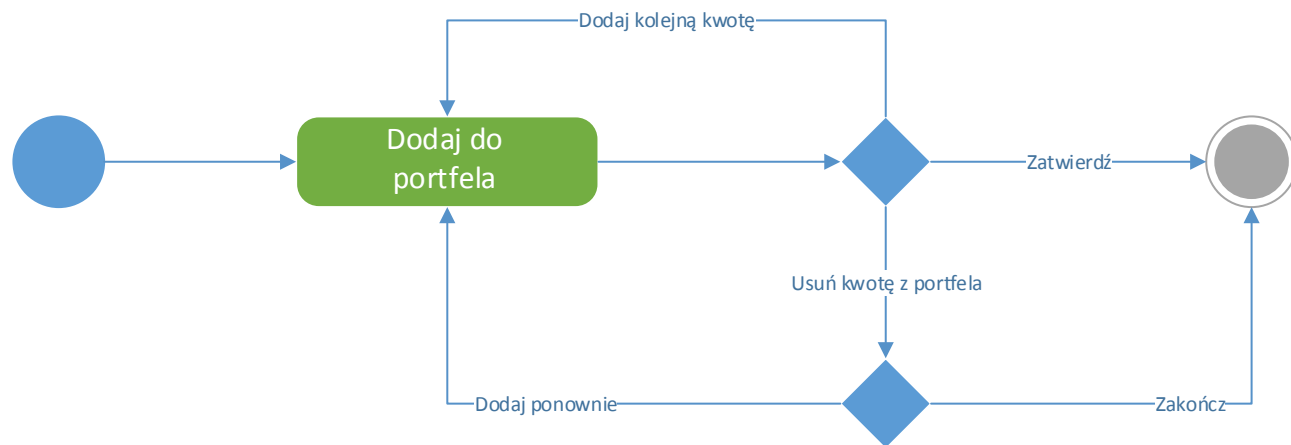 Dodaj kolejną kwotę
Dodaj do
portfela
Zatwierdź
Usuń kwotę z portfela
Dodaj ponownie
Zakończ